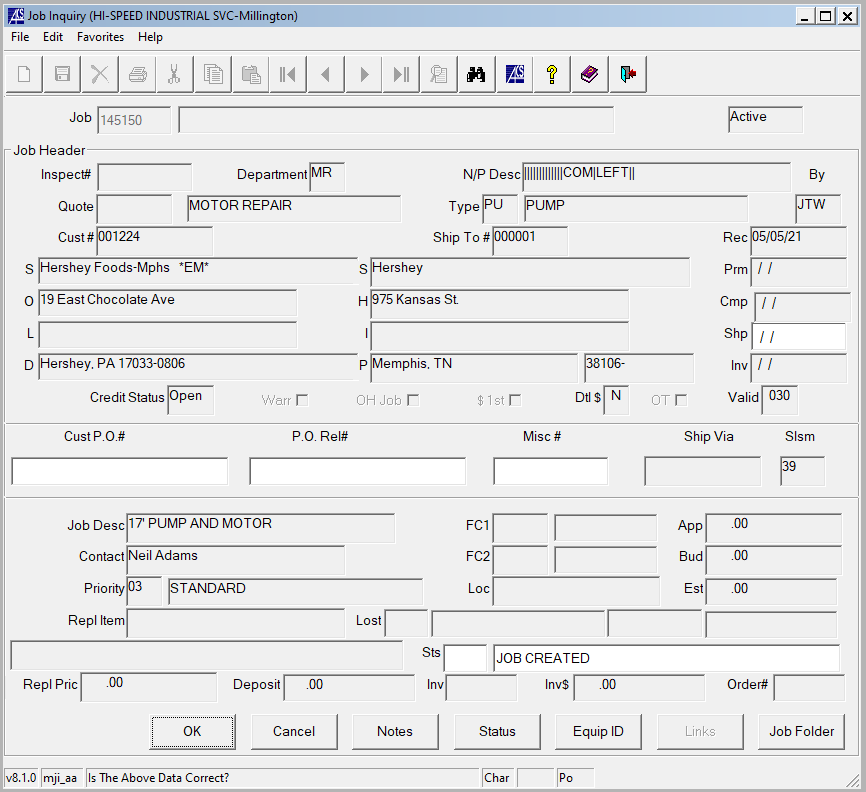 Job Inquiry (HI-SPEED INDUSTRIAL SVC-Millington)
File Edit Favorites Help
Job 145150 Active
Job Header
Inspect# Department MR N/P Desc |||||||||||||COM|LEFT|| By
Quote MOTOR REPAIR Type PU PUMP JTW
Cust # 001224 Ship To # 000001 Rec 05/05/21
S Hershey Foods-Mphs *EM* S Hershey Prm / /
O 19 East Chocolate Ave H 975 Kansas St. Cmp / /
L I Shp / /
D Hershey, PA 17033-0806 P Memphis, TN 38106- Inv / /
Credit Status Open Warr OH Job $ 1st Dtl $ N OT Valid 030
Cust P.O.# P.O. Rel# Misc # Ship Via Slsm
39
Job Desc 17' PUMP AND MOTOR FC1 App .00
Contact Neil Adams FC2 Bud .00
Priority 03 STANDARD Loc Est .00
Repl Item Lost
Sts JOB CREATED
Repl Pric .00 Deposit .00 Inv Inv$ .00 Order#
OK Cancel Notes Status Equip ID Links Job Folder
v8.1.0 mji_aa Is The Above Data Correct? Char Po